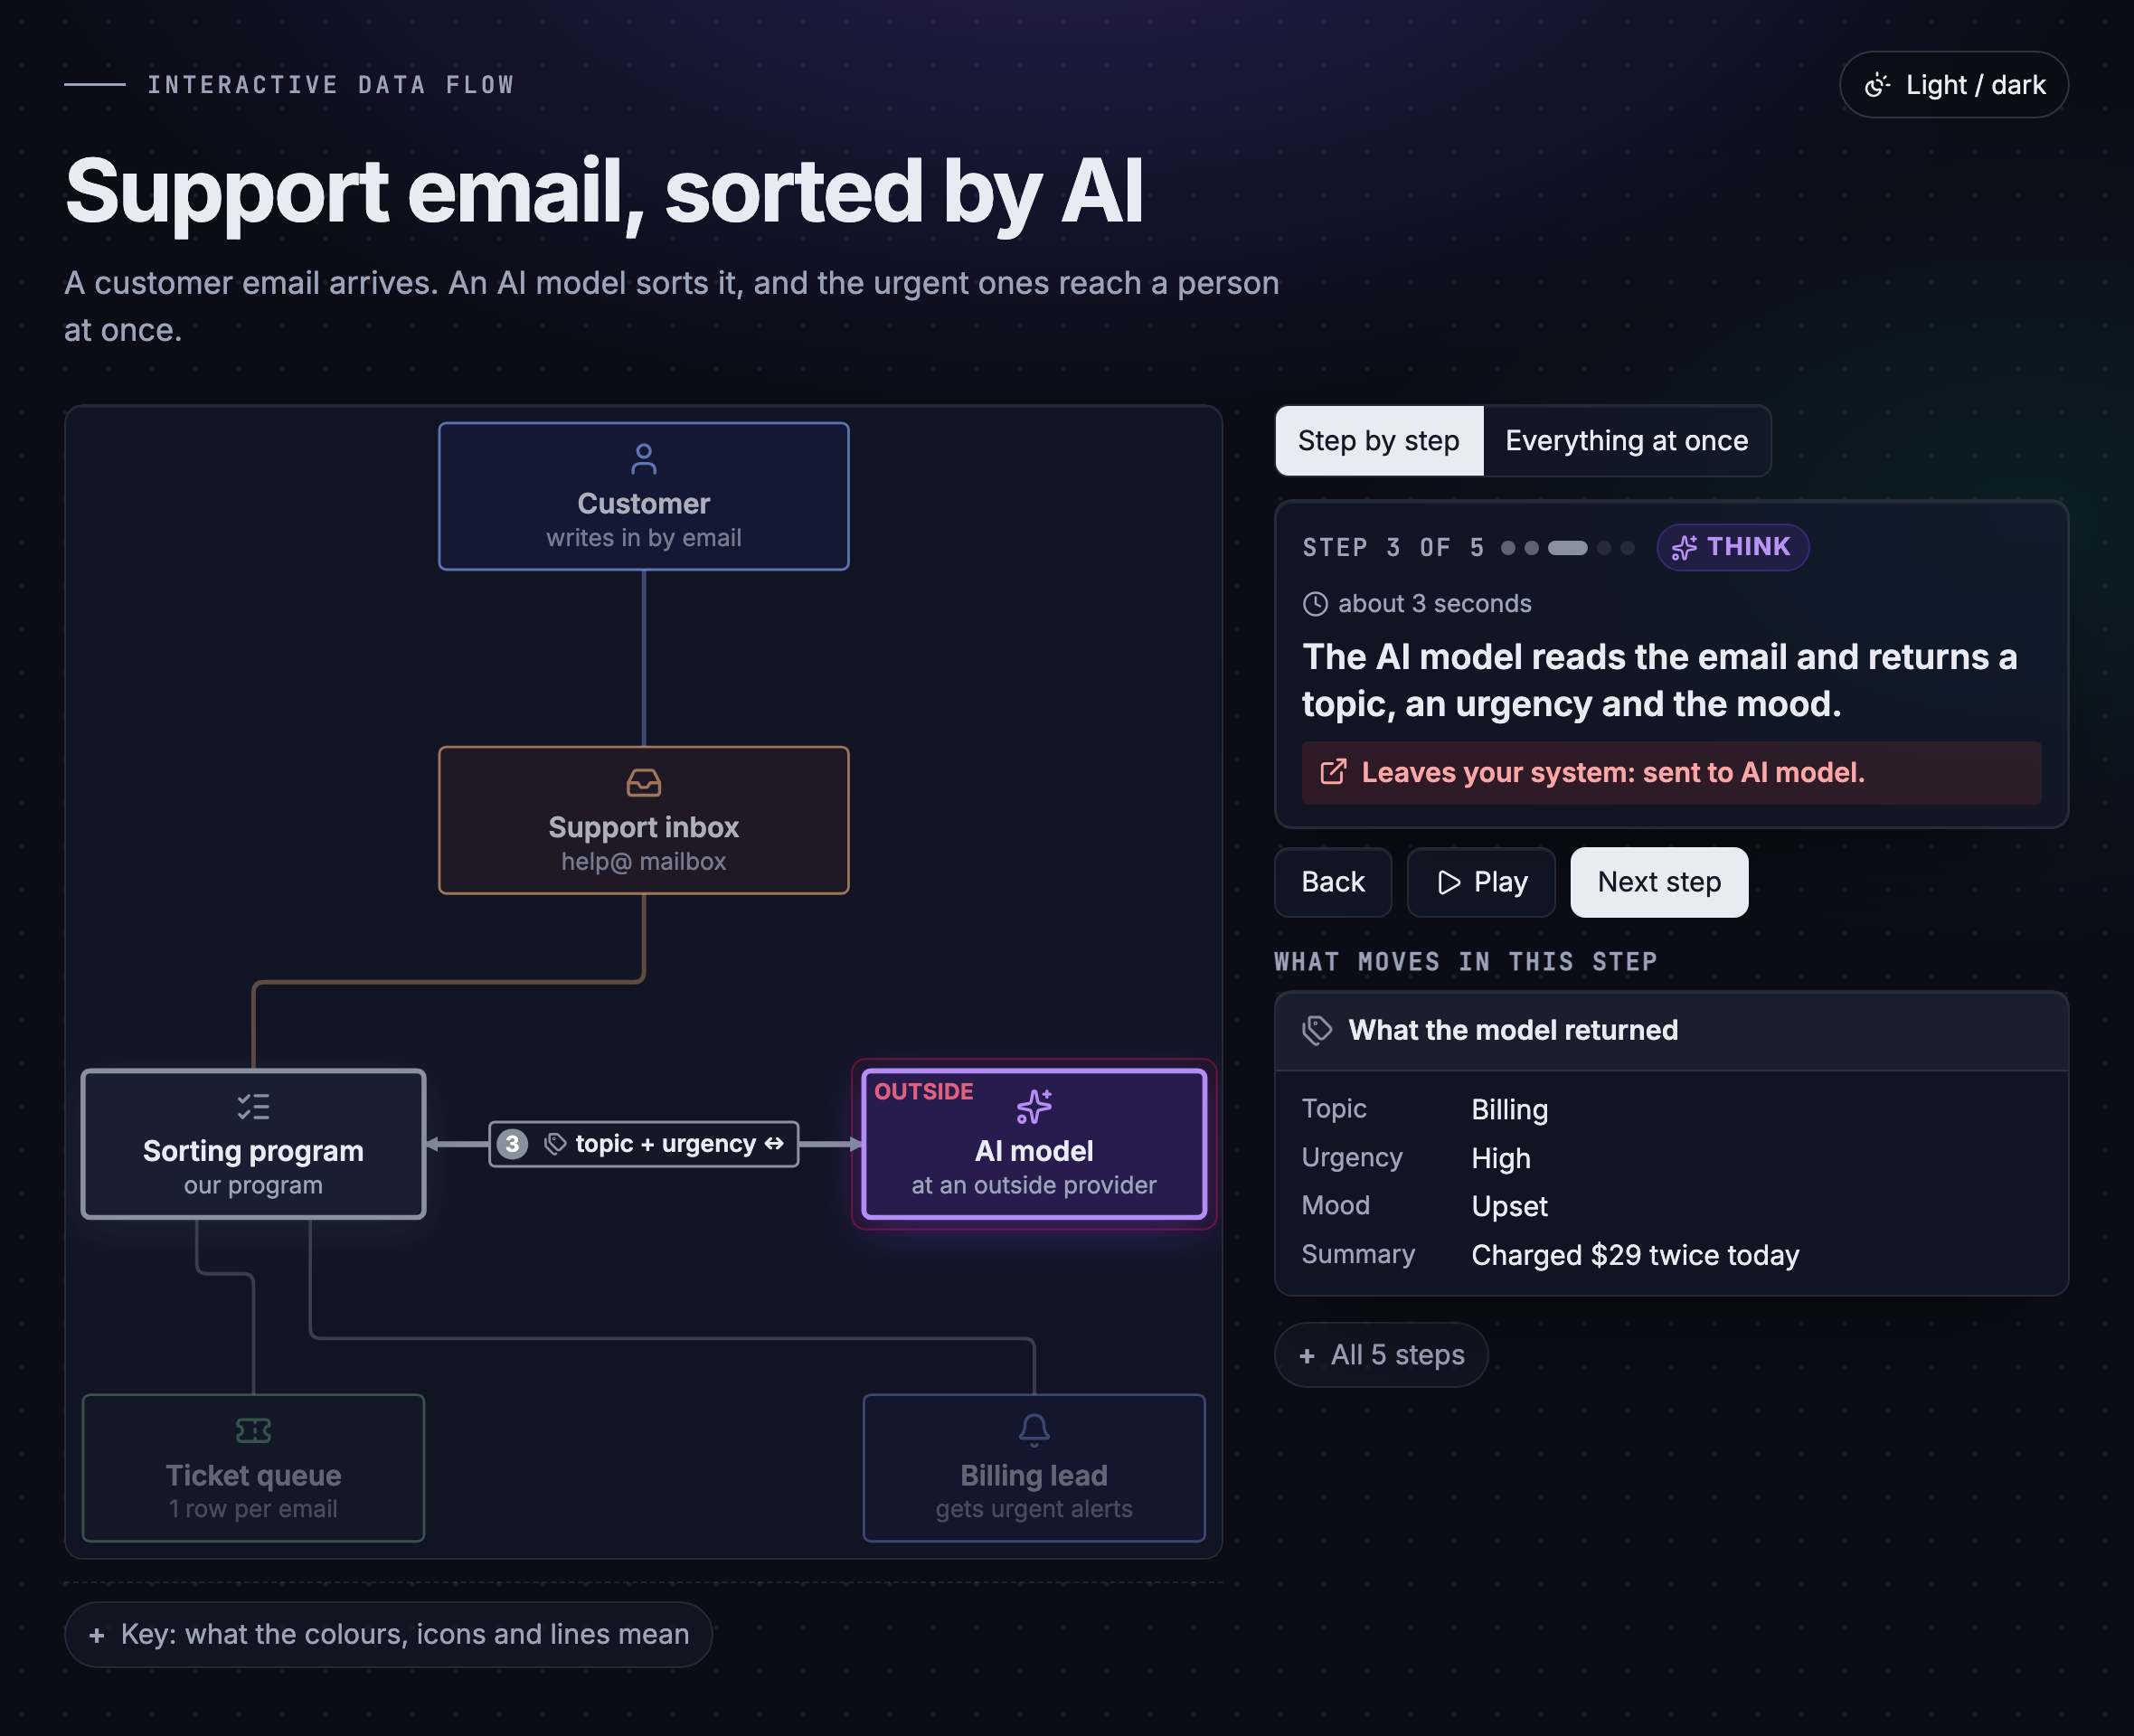 INTERACTIVE DATA FLOW
Light / dark
Support email, sorted by AI
A customer email arrives. An AI model sorts it, and the urgent ones reach a person
at once.
Customer
writes in by email
Support inbox
help@ mailbox
Sorting program
our program
3 topic + urgency ↔
OUTSIDE
AI model
at an outside provider
Ticket queue
1 row per email
Billing lead
gets urgent alerts
+ Key: what the colours, icons and lines mean
Step by step
Everything at once
STEP 3 OF 5
THINK
about 3 seconds
The AI model reads the email and returns a
topic, an urgency and the mood.
Leaves your system: sent to AI model.
Back
Play
Next step
WHAT MOVES IN THIS STEP
What the model returned
Topic Billing
Urgency High
Mood Upset
Summary Charged $29 twice today
+ All 5 steps